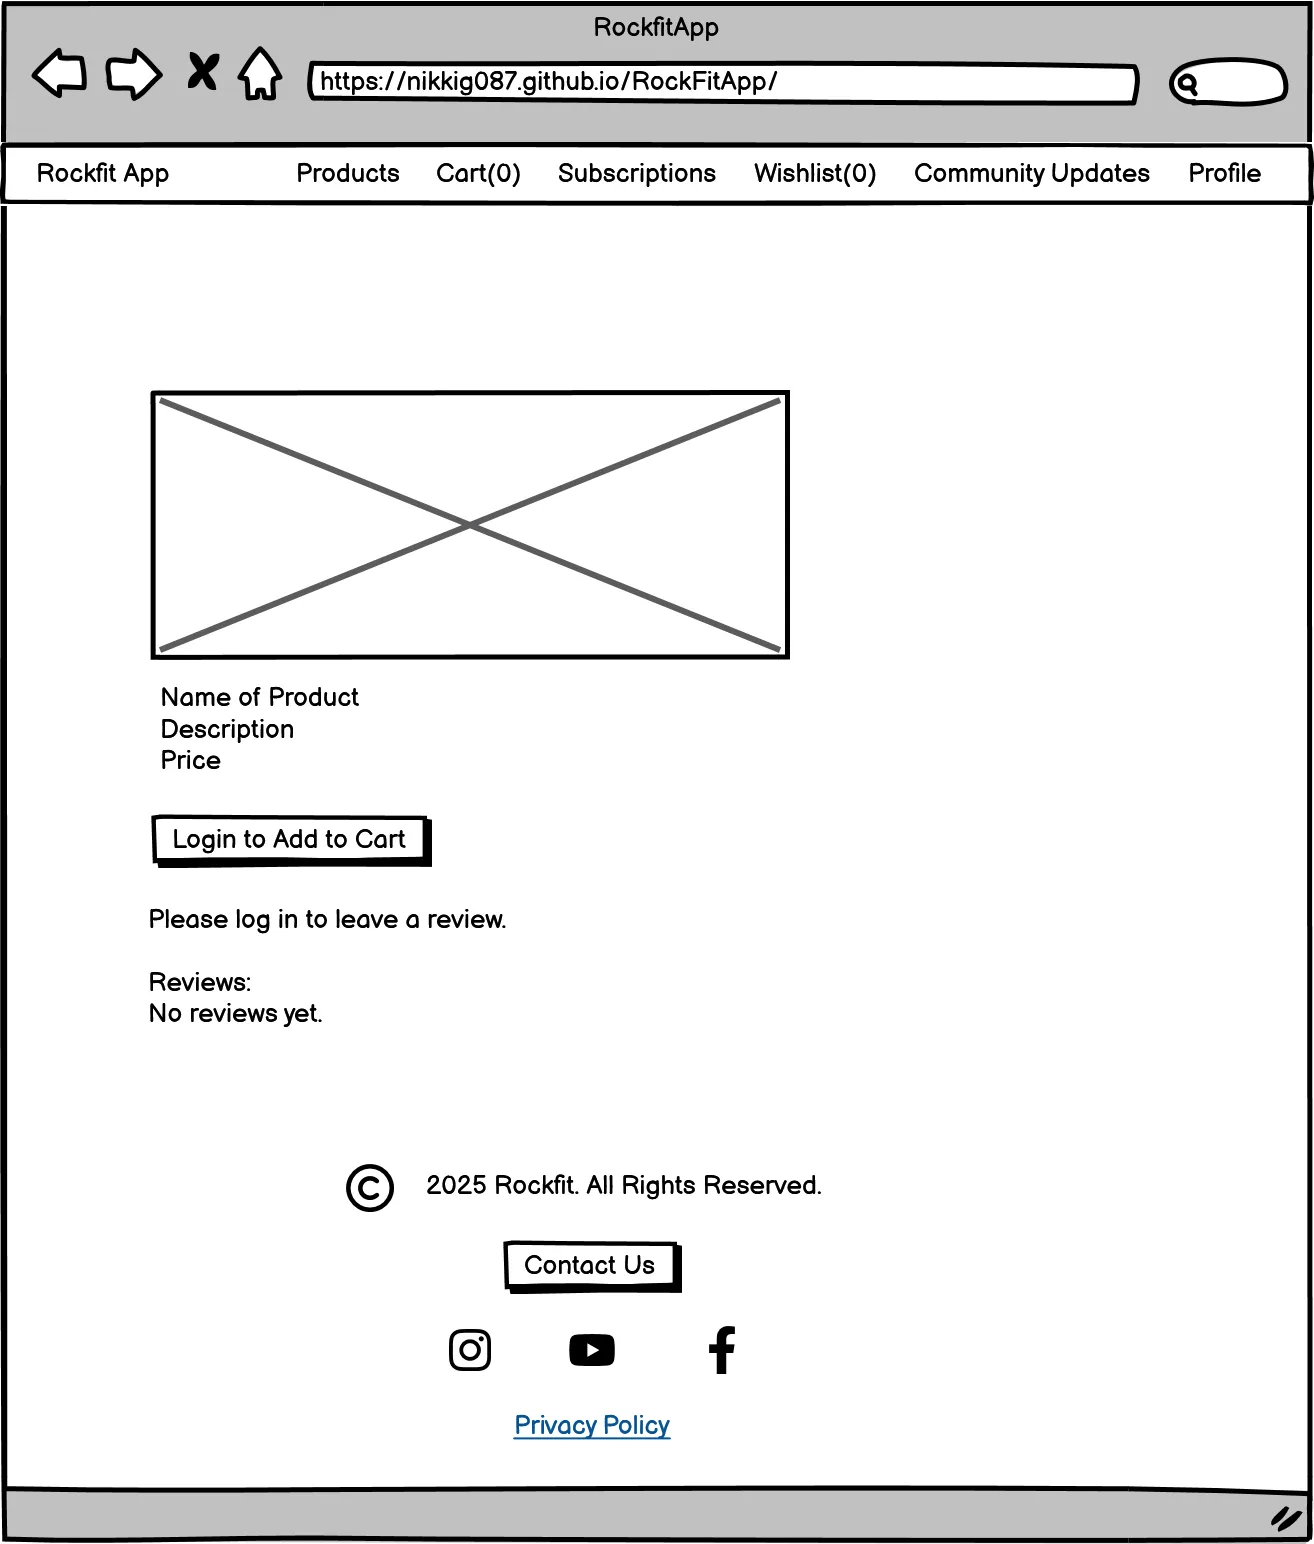 RockfitApp
https://nikkig087.github.io/RockFitApp/
Rockfit App Products Cart(0) Subscriptions Wishlist(0) Community Updates Profile
Name of Product
Description
Price
Login to Add to Cart
Please log in to leave a review.
Reviews:
No reviews yet.
© 2025 Rockfit. All Rights Reserved.
Contact Us
Privacy Policy